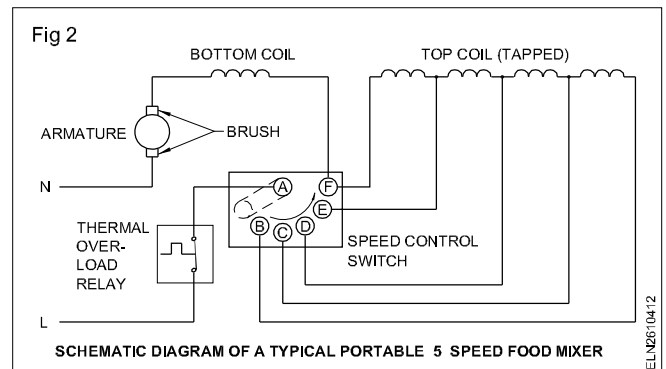 Fig 2
BOTTOM COIL
TOP COIL (TAPPED)
ARMATURE
BRUSH
N
A
F
E
B
C
D
THERMAL
OVER-
LOAD
RELAY
SPEED CONTROL
SWITCH
L
SCHEMATIC DIAGRAM OF A TYPICAL PORTABLE 5 SPEED FOOD MIXER
ELN2610412